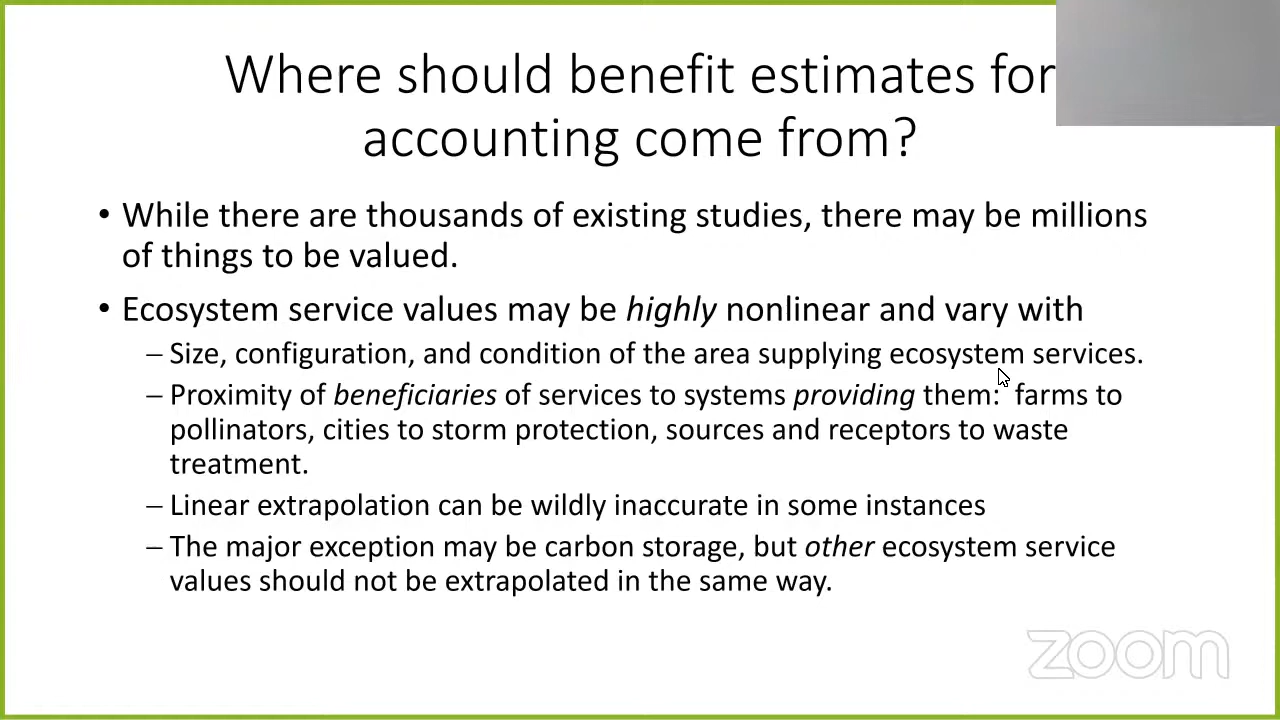 Where should benefit estimates for
accounting come from?
• While there are thousands of existing studies, there may be millions
of things to be valued.
• Ecosystem service values may be highly nonlinear and vary with
– Size, configuration, and condition of the area supplying ecosystem services.
– Proximity of beneficiaries of services to systems providing them: farms to
pollinators, cities to storm protection, sources and receptors to waste
treatment.
– Linear extrapolation can be wildly inaccurate in some instances
– The major exception may be carbon storage, but other ecosystem service
values should not be extrapolated in the same way.
zoom